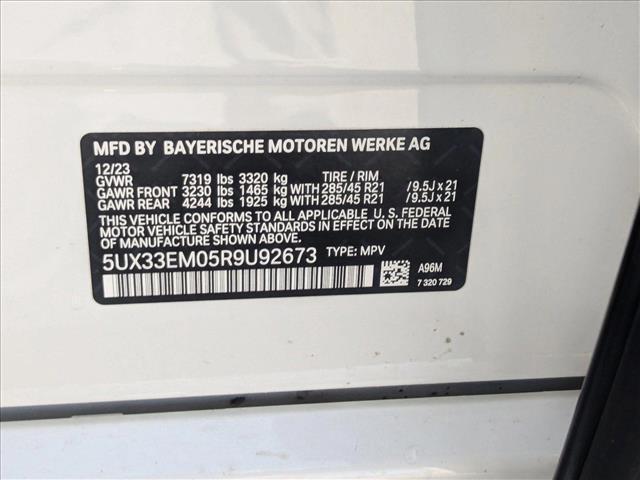 MFD BY BAYERISCHE MOTOREN WERKE AG
12/23
GVWR 7319 lbs 3320 kg TIRE / RIM
GAWR FRONT 3230 lbs 1465 kg WITH 285/45 R21 / 9.5J x 21
GAWR REAR 4244 lbs 1925 kg WITH 285/45 R21 / 9.5J x 21
THIS VEHICLE CONFORMS TO ALL APPLICABLE U.S. FEDERAL
MOTOR VEHICLE SAFETY STANDARDS IN EFFECT ON THE
DATE OF MANUFACTURE SHOWN ABOVE.
5UX33EM05R9U92673 TYPE: MPV
A96M
7 320 729